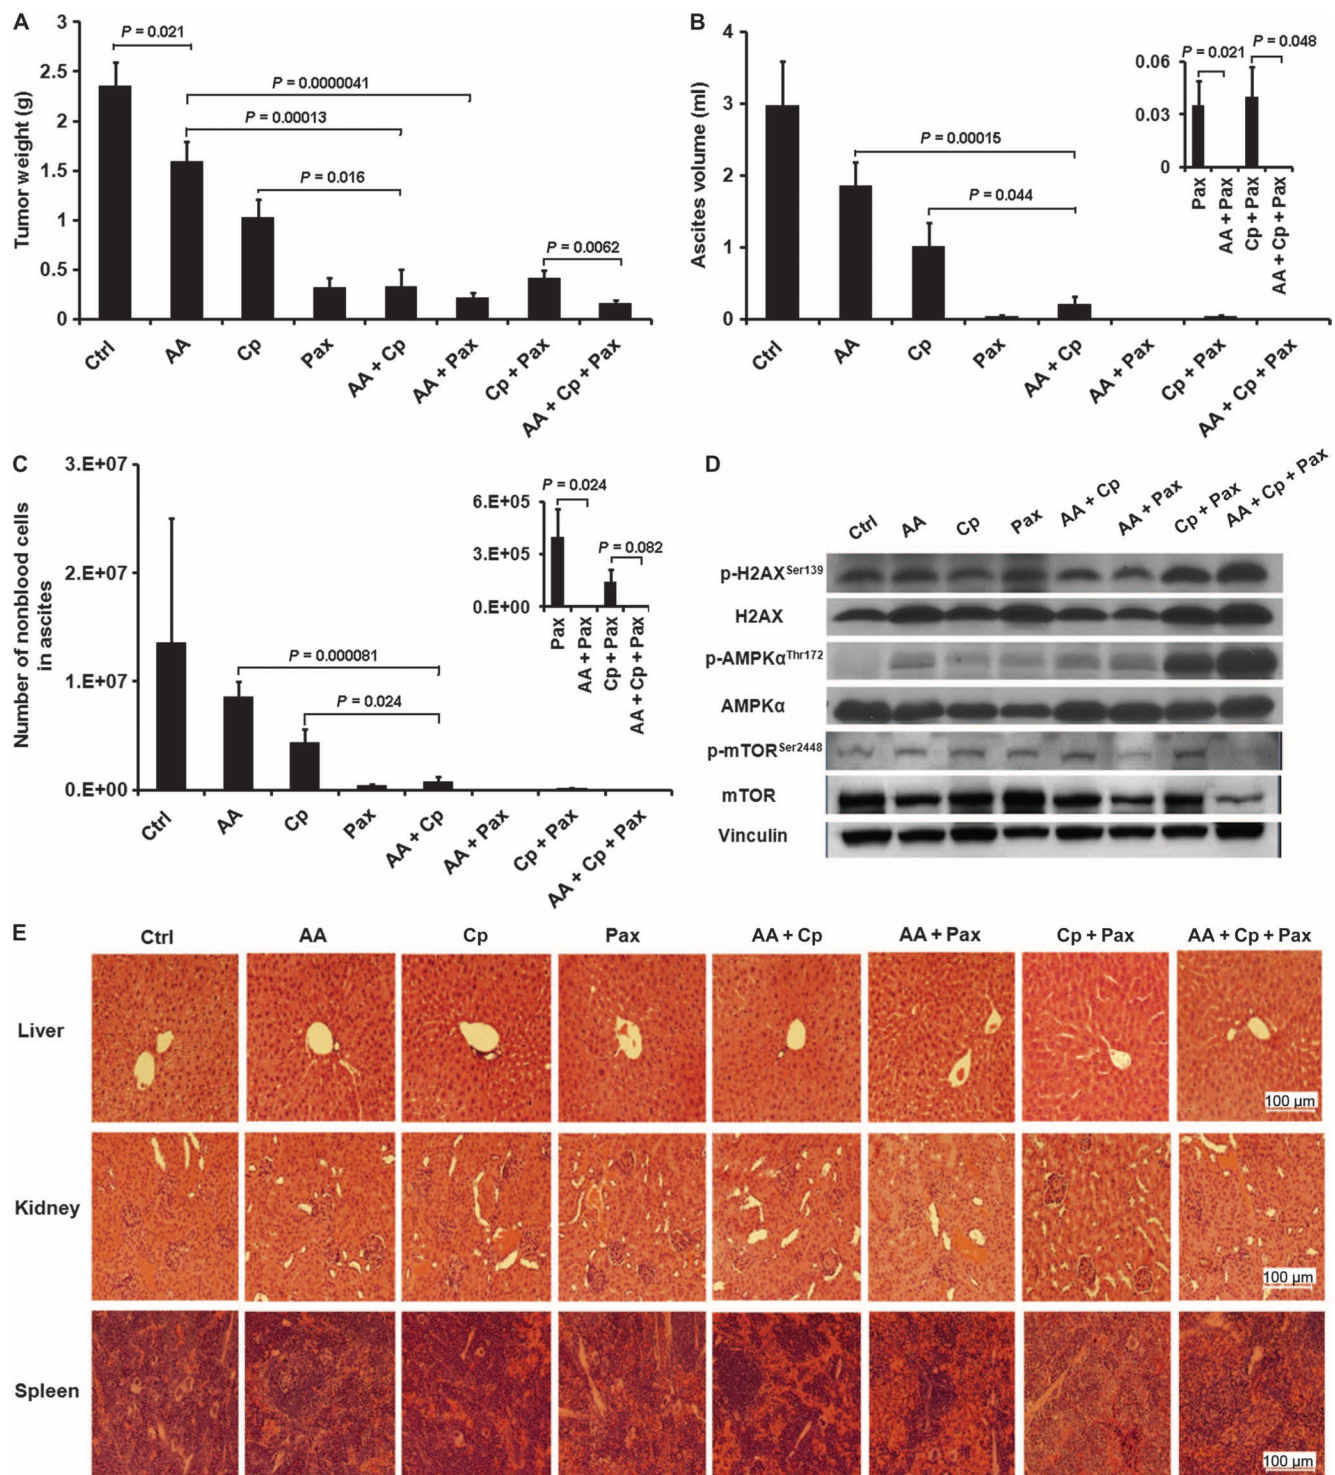 A
Tumor weight (g)
3
2.5
2
1.5
1
0.5
0
P = 0.021
P = 0.0000041
P = 0.00013
P = 0.016
P = 0.0062
Ctrl
AA
Cp
Pax
AA + Cp
AA + Pax
Cp + Pax
AA + Cp + Pax
B
Ascites volume (ml)
4
3
2
1
0
P = 0.00015
P = 0.044
Ctrl
AA
Cp
Pax
AA + Cp
AA + Pax
Cp + Pax
AA + Cp + Pax
P = 0.021
P = 0.048
0.06
0.03
0
Pax
AA + Pax
Cp + Pax
AA + Cp + Pax
C
Number of nonblood cells
in ascites
3.E+07
2.E+07
1.E+07
0.E+00
P = 0.000081
P = 0.024
Ctrl
AA
Cp
Pax
AA + Cp
AA + Pax
Cp + Pax
AA + Cp + Pax
P = 0.024
P = 0.082
6.E+05
3.E+05
0.E+00
Pax
AA + Pax
Cp + Pax
AA + Cp + Pax
D
Ctrl
AA
Cp
Pax
AA + Cp
AA + Pax
Cp + Pax
AA + Cp + Pax
p-H2AXSer139
H2AX
p-AMPKαThr172
AMPKα
p-mTORSer2448
mTOR
Vinculin
E
Ctrl AA Cp Pax AA + Cp AA + Pax Cp + Pax AA + Cp + Pax
Liver
100 µm
Kidney
100 µm
Spleen
100 µm